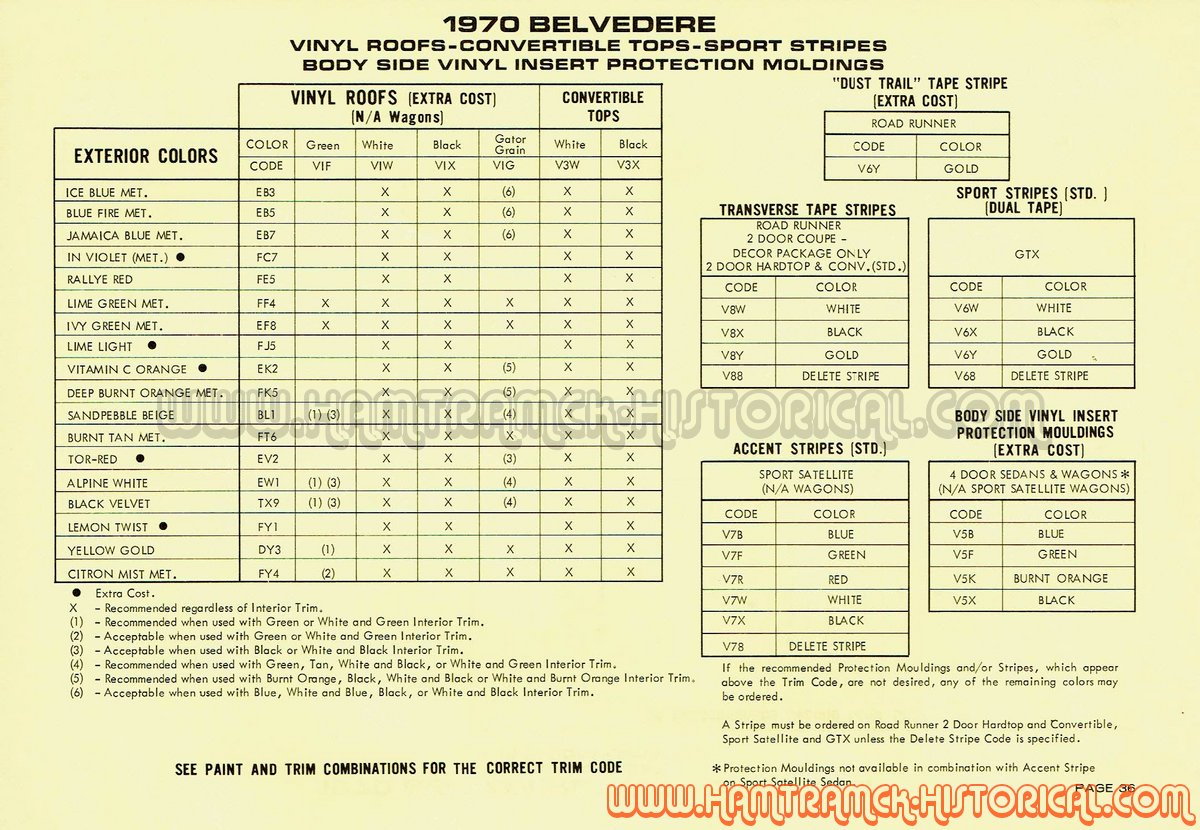 1970 BELVEDERE
VINYL ROOFS-CONVERTIBLE TOPS-SPORT STRIPES
BODY SIDE VINYL INSERT PROTECTION MOLDINGS
EXTERIOR COLORS VINYL ROOFS (EXTRA COST) CONVERTIBLE
(N/A Wagons) TOPS
COLOR Green White Black Gator Grain White Black
CODE V1F V1W V1X V1G V3W V3X
ICE BLUE MET. EB3 X X (6) X X
BLUE FIRE MET. EB5 X X (6) X X
JAMAICA BLUE MET. EB7 X X (6) X X
IN VIOLET (MET.) ● FC7 X X X X
RALLYE RED FE5 X X X X
LIME GREEN MET. FF4 X X X X X X
IVY GREEN MET. EF8 X X X X X X
LIME LIGHT ● FJ5 X X X X
VITAMIN C ORANGE ● EK2 X X (5) X X
DEEP BURNT ORANGE MET. FK5 X X (5) X X
SANDPEBBLE BEIGE BL1 (1) (3) X X (4) X X
BURNT TAN MET. FT6 X X X X X
TOR-RED ● EV2 X X (3) X X
ALPINE WHITE EW1 (1) (3) X X (4) X X
BLACK VELVET TX9 (1) (3) X X (4) X X
LEMON TWIST ● FY1 X X X X
YELLOW GOLD DY3 (1) X X X X X
CITRON MIST MET. FY4 (2) X X X X X
● Extra Cost.
X - Recommended regardless of Interior Trim.
(1) - Recommended when used with Green or White and Green Interior Trim.
(2) - Acceptable when used with Green or White and Green Interior Trim.
(3) - Acceptable when used with Black or White and Black Interior Trim.
(4) - Recommended when used with Green, Tan, White and Black, or White and Green Interior Trim.
(5) - Recommended when used with Burnt Orange, Black, White and Black or White and Burnt Orange Interior Trim.
(6) - Acceptable when used with Blue, White and Blue, Black, or White and Black Interior Trim.
SEE PAINT AND TRIM COMBINATIONS FOR THE CORRECT TRIM CODE
"DUST TRAIL" TAPE STRIPE
(EXTRA COST)
ROAD RUNNER
CODE COLOR
V6Y GOLD
TRANSVERSE TAPE STRIPES
ROAD RUNNER
2 DOOR COUPE -
DECOR PACKAGE ONLY
2 DOOR HARDTOP & CONV.(STD.)
CODE COLOR
V8W WHITE
V8X BLACK
V8Y GOLD
V88 DELETE STRIPE
SPORT STRIPES (STD. )
(DUAL TAPE)
GTX
CODE COLOR
V6W WHITE
V6X BLACK
V6Y GOLD
V68 DELETE STRIPE
ACCENT STRIPES (STD.)
SPORT SATELLITE
(N/A WAGONS)
CODE COLOR
V7B BLUE
V7F GREEN
V7R RED
V7W WHITE
V7X BLACK
V78 DELETE STRIPE
BODY SIDE VINYL INSERT
PROTECTION MOULDINGS
(EXTRA COST)
4 DOOR SEDANS & WAGONS *
(N/A SPORT SATELLITE WAGONS)
CODE COLOR
V5B BLUE
V5F GREEN
V5K BURNT ORANGE
V5X BLACK
If the recommended Protection Mouldings and/or Stripes, which appear
above the Trim Code, are not desired, any of the remaining colors may
be ordered.
A Stripe must be ordered on Road Runner 2 Door Hardtop and Convertible,
Sport Satellite and GTX unless the Delete Stripe Code is specified.
* Protection Mouldings not available in combination with Accent Stripe
on Sport Satellite Sedan.
PAGE 36
www.Hamtramck-Historical.com
www.Hamtramck-Historical.com